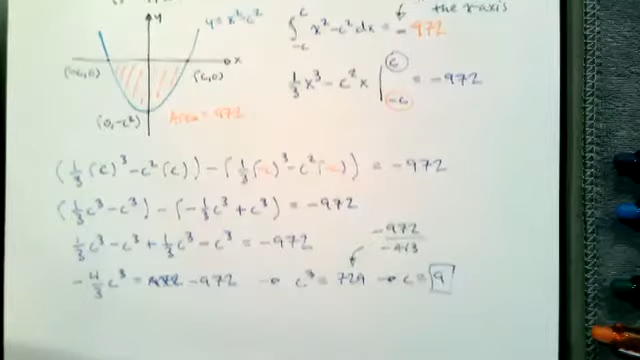 the x-axis
y
y = x² - c²
∫_{-c}^{c} x² - c² dx = -972
x
(-c,0)
(c,0)
⅓x³ - c²x |_{-c}^{c} = -972
(0,-c²)
Area = 972
(⅓(c)³ - c²(c)) - (⅓(-c)³ - c²(-c)) = -972
(⅓c³ - c³) - (-⅓c³ + c³) = -972
-972
⅓c³ - c³ + ⅓c³ - c³ = -972
-4/3
-4/3 c³ = -972 → c³ = 729 → c = 9